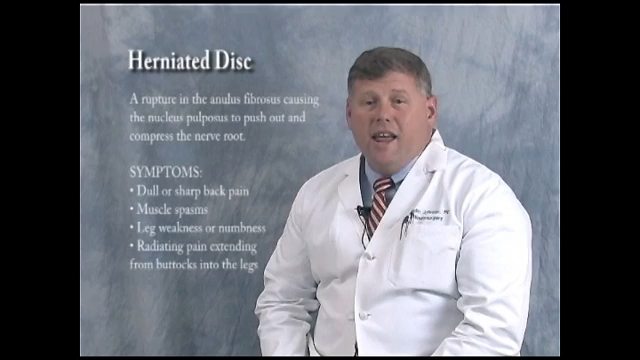 Herniated Disc
A rupture in the anulus fibrosus causing
the nucleus pulposus to push out and
compress the nerve root.
SYMPTOMS:
• Dull or sharp back pain
• Muscle spasms
• Leg weakness or numbness
• Radiating pain extending
from buttocks into the legs